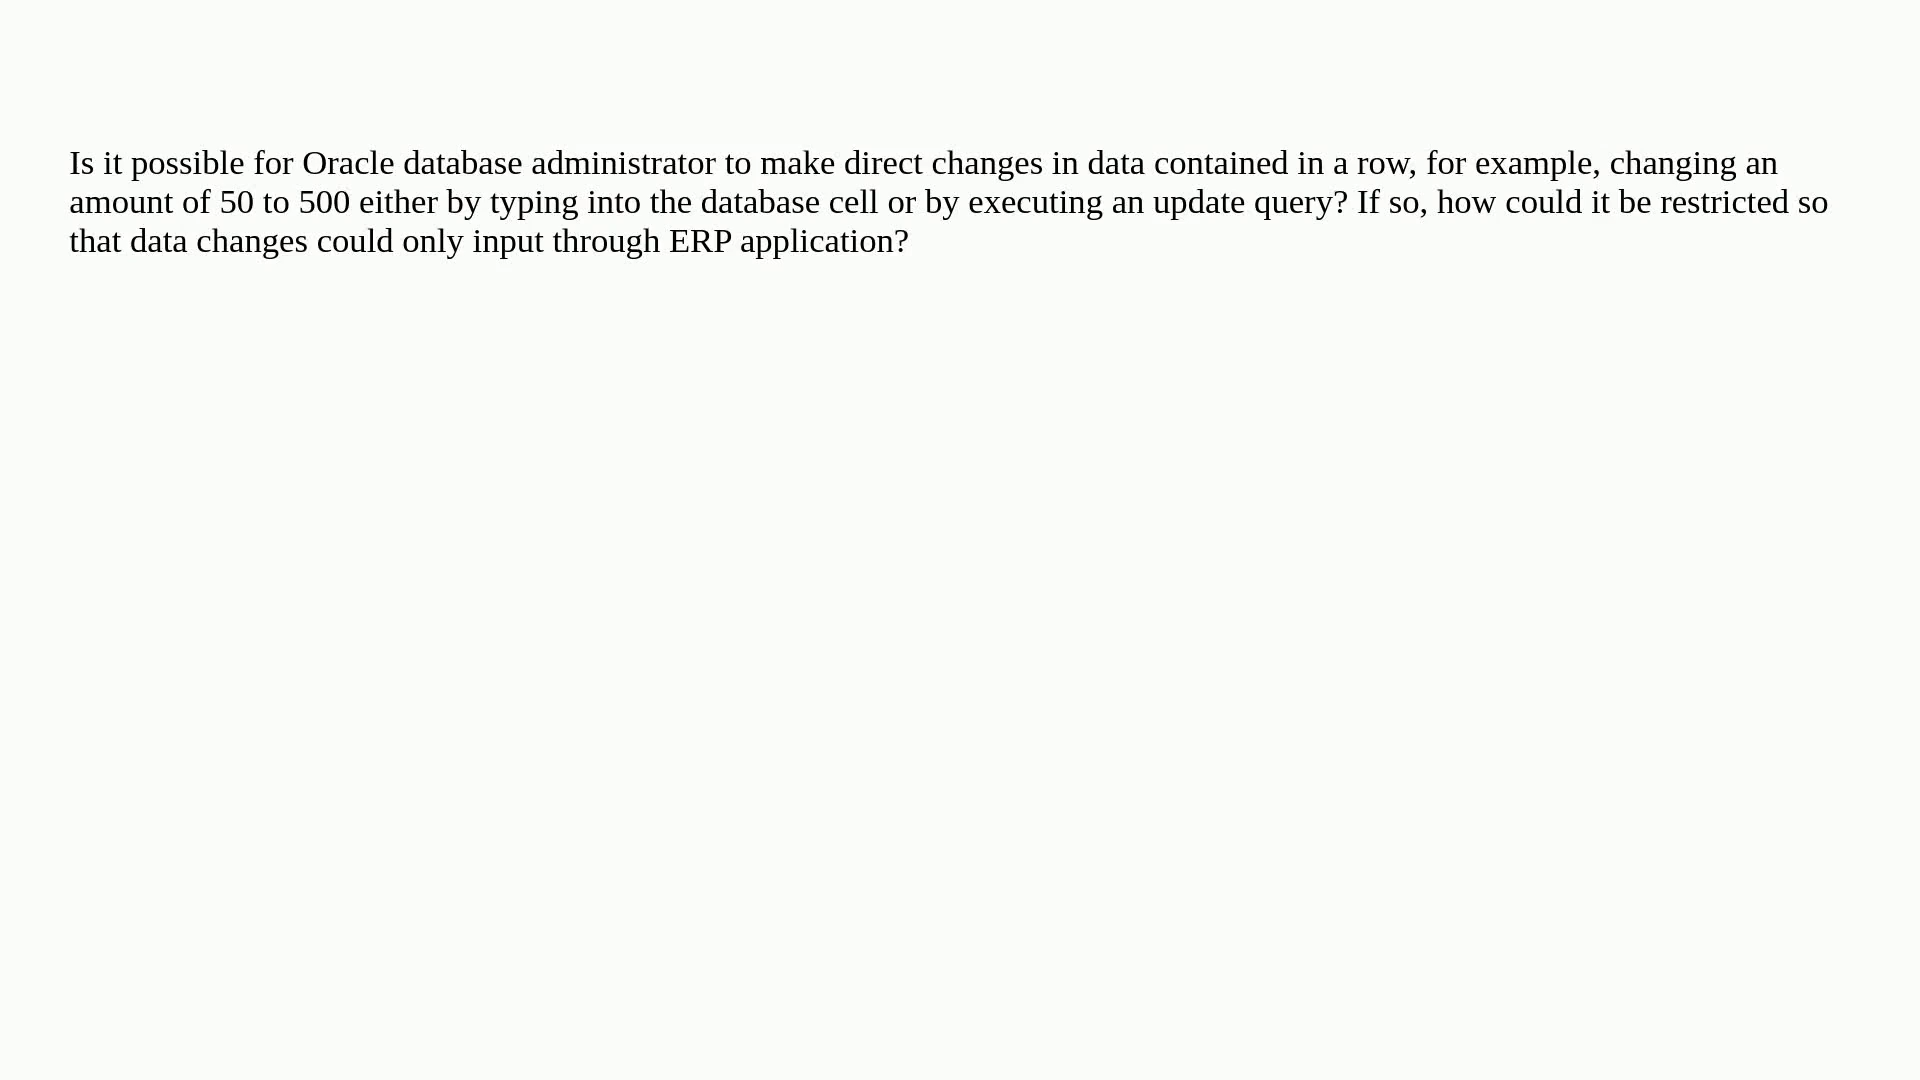 Is it possible for Oracle database administrator to make direct changes in data contained in a row, for example, changing an
amount of 50 to 500 either by typing into the database cell or by executing an update query? If so, how could it be restricted so
that data changes could only input through ERP application?